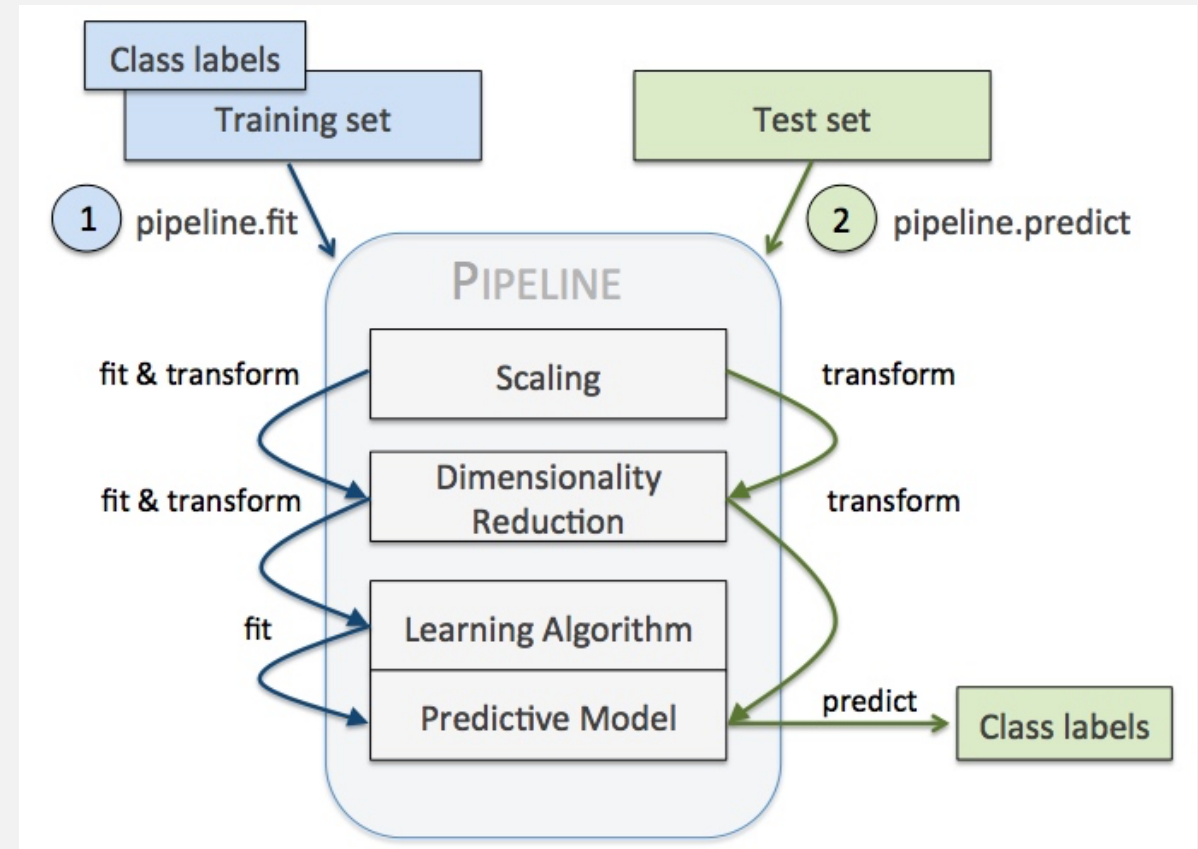 Class labels
Training set
Test set
1 pipeline.fit
2 pipeline.predict
PIPELINE
fit & transform
Scaling
transform
fit & transform
Dimensionality
Reduction
transform
fit
Learning Algorithm
Predictive Model
predict
Class labels